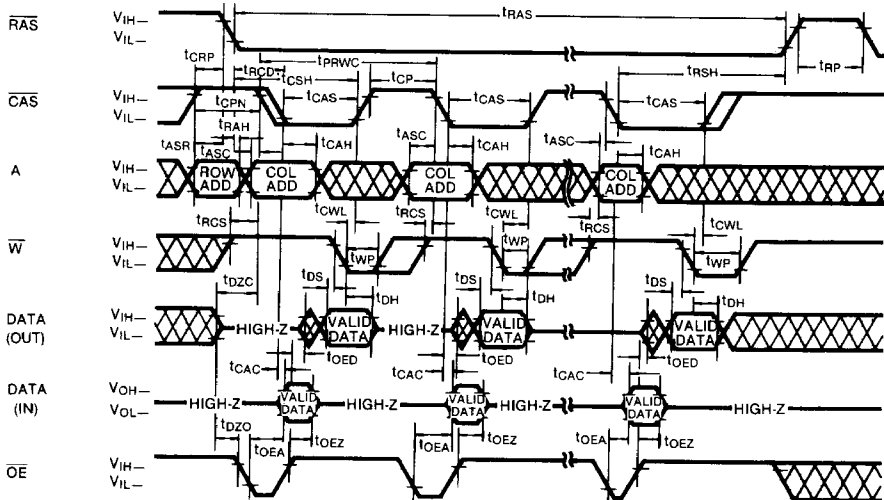 RAS VIH VIL tRAS tRP
tCRP tRCD tPRWC tCSH tCP tRSH
CAS VIH VIL tCPN tCAS tCAS tCAS
tRAH
tASR tASC tCAH tASC tCAH tASC tCAH
A VIH VIL ROW ADD COL ADD COL ADD COL ADD
tRCS tCWL tRCS tCWL tRCS tCWL
W VIH VIL tWP tWP tWP
tDZC tDS tDH tDS tDH tDS tDH
DATA (OUT) VIH VIL HIGH-Z VALID DATA HIGH-Z VALID DATA VALID DATA
tCAC tOED tCAC tOED tCAC tOED
DATA (IN) VOH VOL HIGH-Z VALID DATA HIGH-Z VALID DATA HIGH-Z VALID DATA HIGH-Z
tDZO tOEA tOEZ tOEA tOEZ tOEA tOEZ
OE VIH VIL